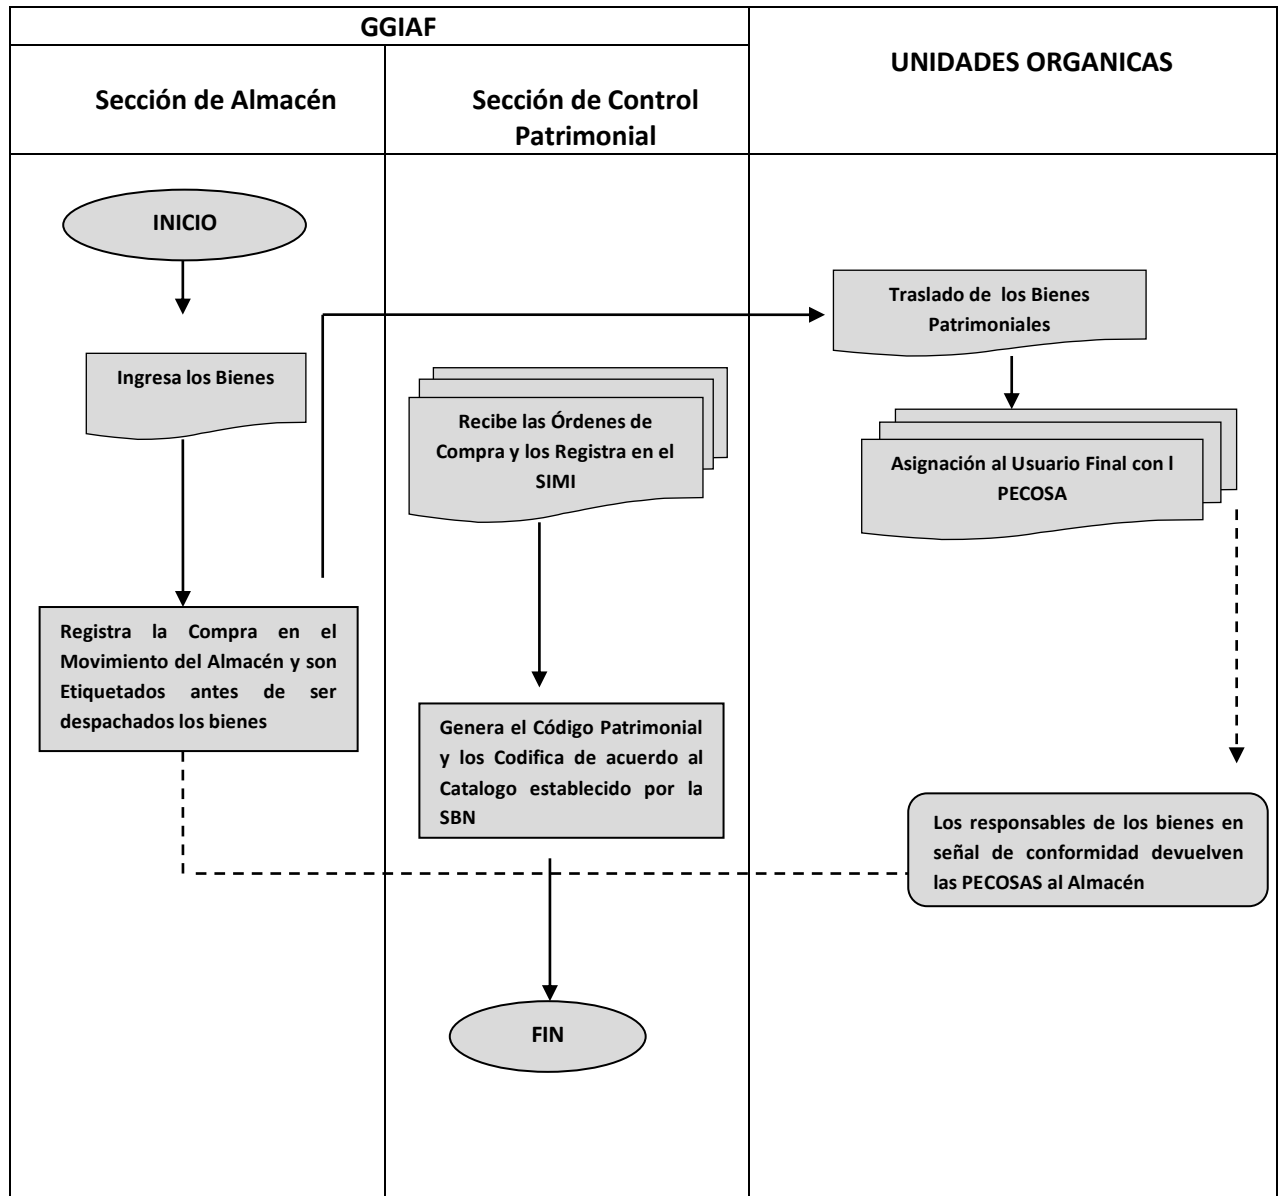 GGIAF
UNIDADES ORGANICAS
Sección de Almacén
Sección de Control
Patrimonial
INICIO
Ingresa los Bienes
Registra la Compra en el
Movimiento del Almacén y son
Etiquetados antes de ser
despachados los bienes
Recibe las Órdenes de
Compra y los Registra en el
SIMI
Genera el Código Patrimonial
y los Codifica de acuerdo al
Catalogo establecido por la
SBN
FIN
Traslado de los Bienes
Patrimoniales
Asignación al Usuario Final con l
PECOSA
Los responsables de los bienes en
señal de conformidad devuelven
las PECOSAS al Almacén